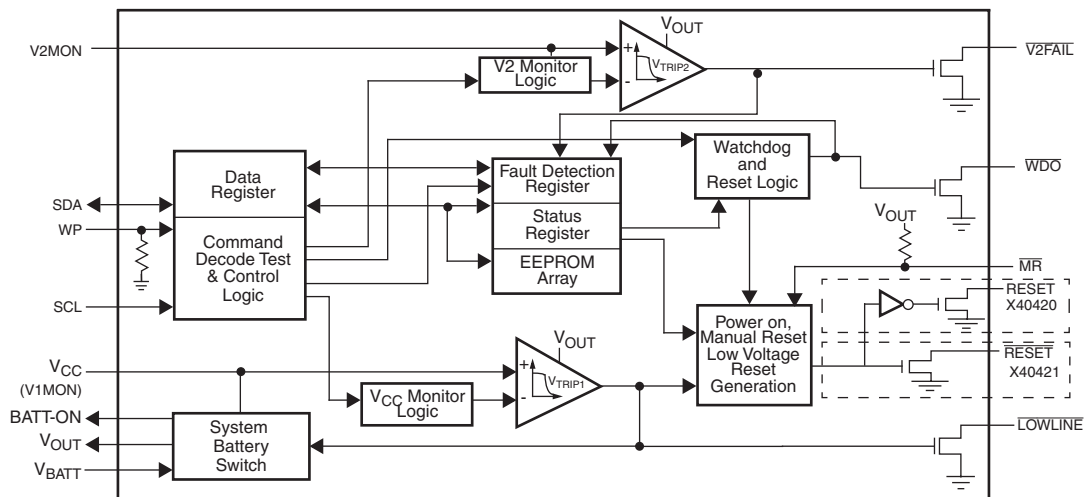 VOUT
V2MON
+
-
VTRIP2
V2 Monitor
Logic
V2FAIL
Data
Register
Fault Detection
Register
Status
Register
EEPROM
Array
Watchdog
and
Reset Logic
WDO
SDA
WP
Command
Decode Test
& Control
Logic
SCL
VOUT
MR
RESET
X40420
Power on,
Manual Reset
Low Voltage
Reset
Generation
RESET
X40421
VCC
(V1MON)
VOUT
+
-
VTRIP1
VCC Monitor
Logic
BATT-ON
VOUT
VBATT
System
Battery
Switch
LOWLINE